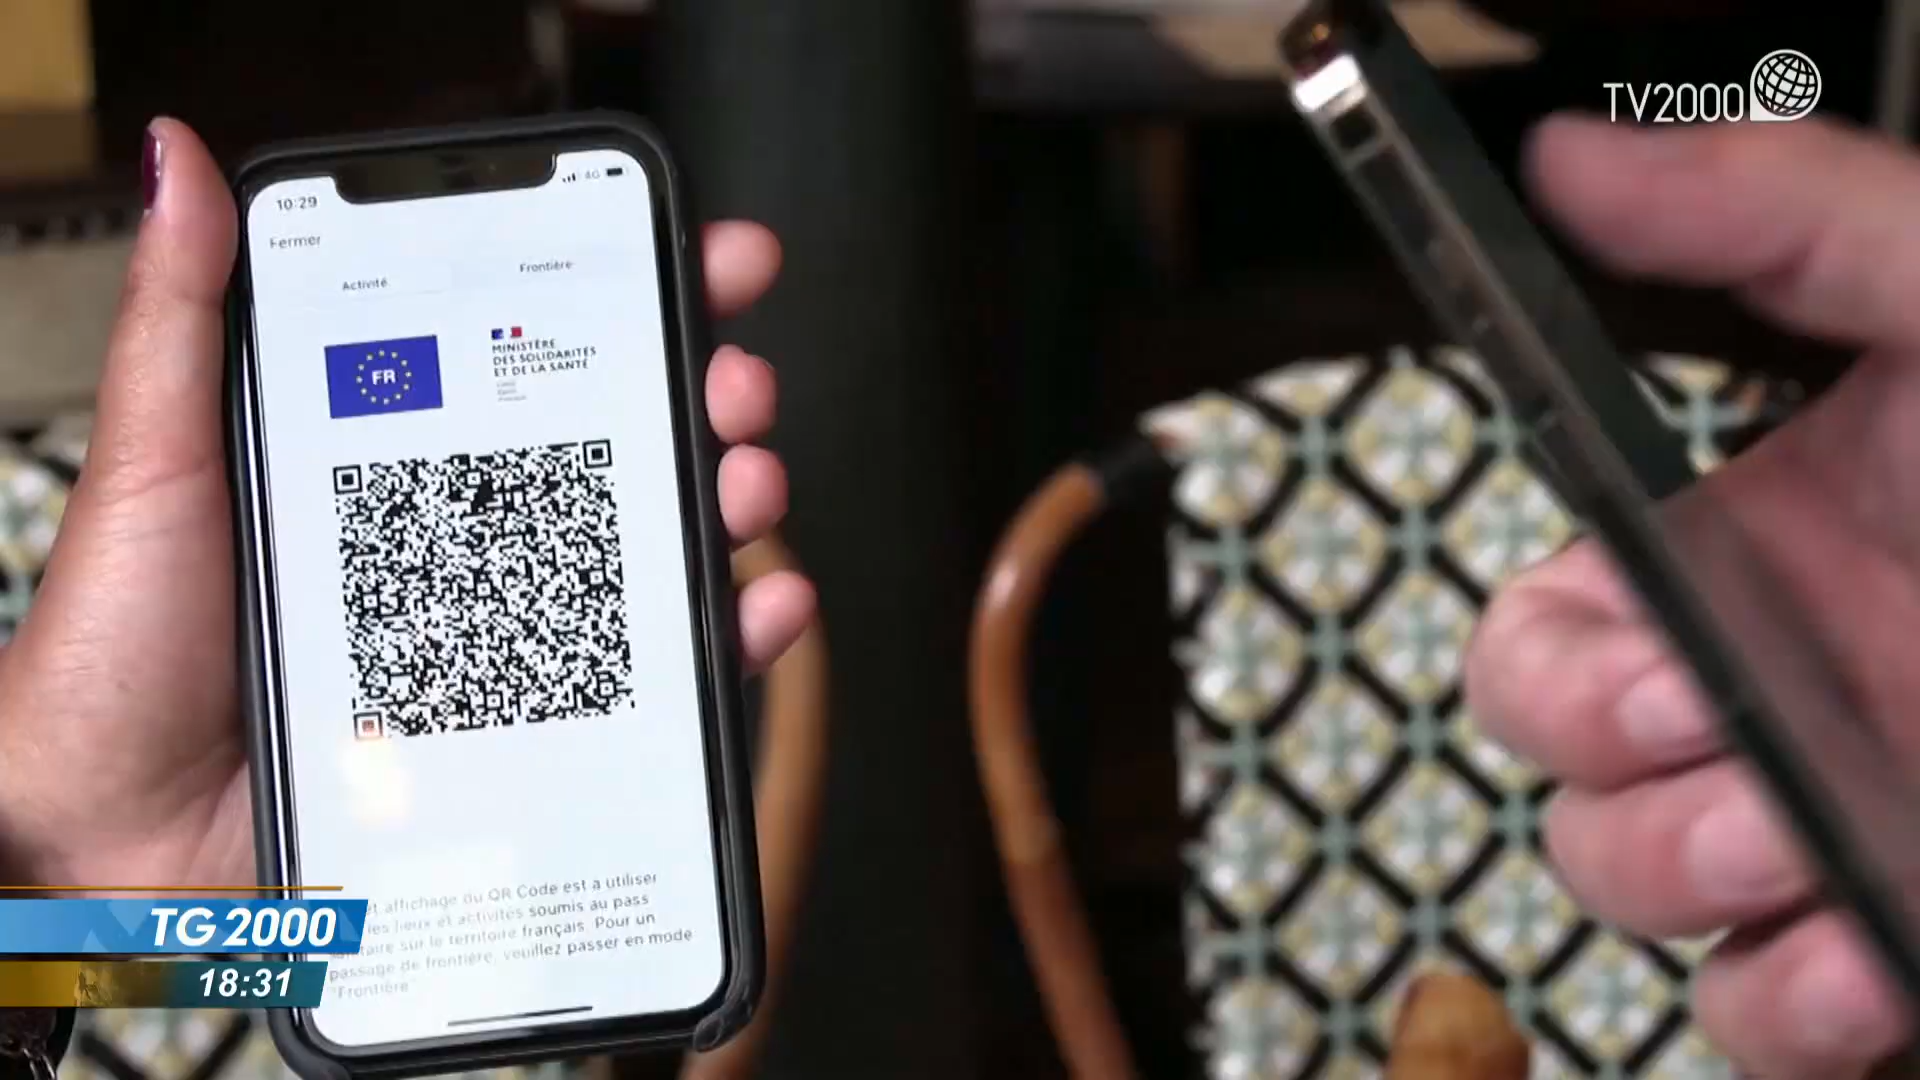 TV2000
10:29
4G
Fermer
Activité
Frontière
FR
MINISTÈRE
DES SOLIDARITÉS
ET DE LA SANTÉ
affichage du QR Code est à utiliser
les lieux et activités soumis au pass
sur le territoire français. Pour un
passage de frontière, veuillez passer en mode
"Frontière"
TG 2000
18:31